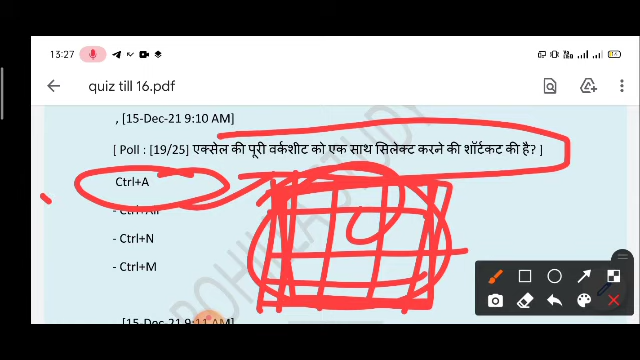 13:27
quiz till 16.pdf
, [15-Dec-21 9:10 AM]
[ Poll : [19/25] एक्सेल की पूरी वर्कशीट को एक साथ सिलेक्ट करने की शॉर्टकट की है? ]
Ctrl+A
- Ctrl+All
- Ctrl+N
- Ctrl+M
[15-Dec-21 9:11 AM]